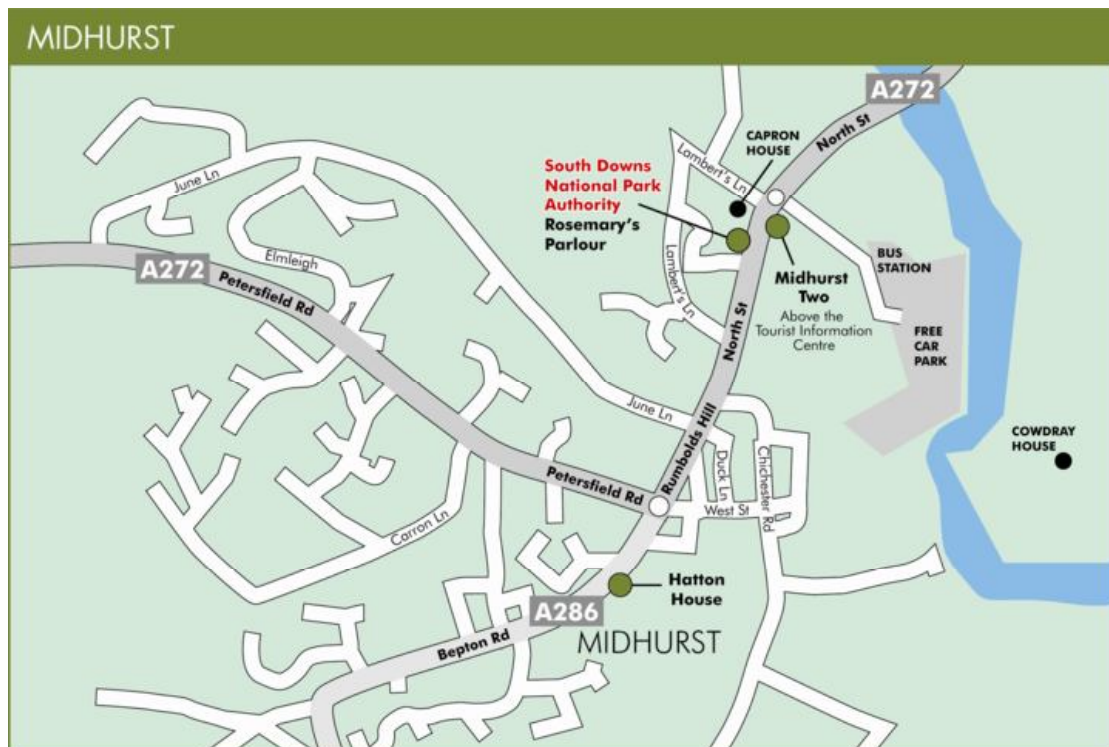 MIDHURST
A272
North St
CAPRON
HOUSE
Lambert's Ln
South Downs
National Park
Authority
Rosemary's
Parlour
June Ln
Elmleigh
A272
Petersfield Rd
Lambert's Ln
BUS
STATION
Midhurst
Two
Above the
Tourist Information
Centre
North St
FREE
CAR
PARK
June Ln
Rumbolds Hill
COWDRAY
HOUSE
Duck Ln
Chichester Rd
Petersfield Rd
West St
Carron Ln
Hatton
House
A286
Bepton Rd
MIDHURST